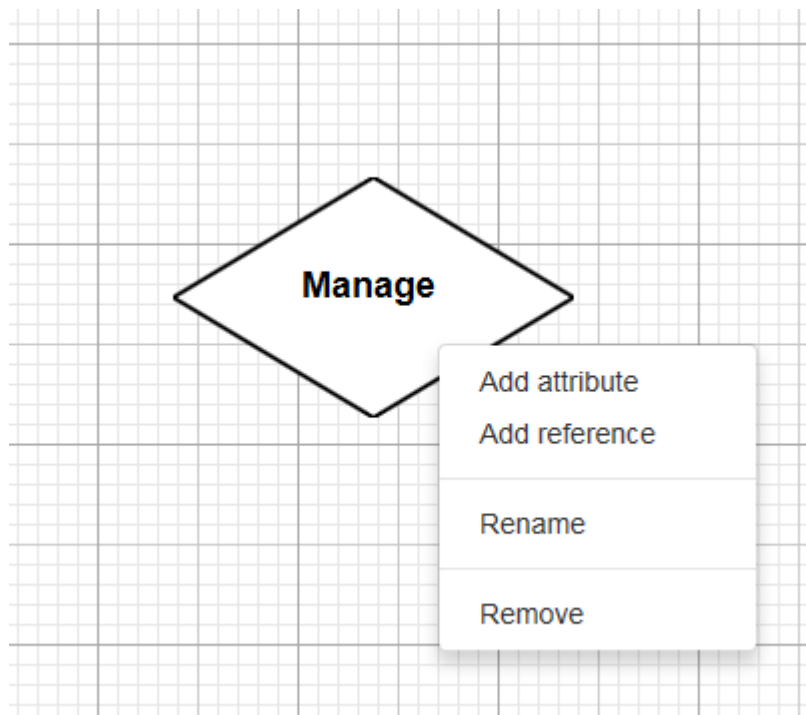 Manage
Add attribute
Add reference
Rename
Remove